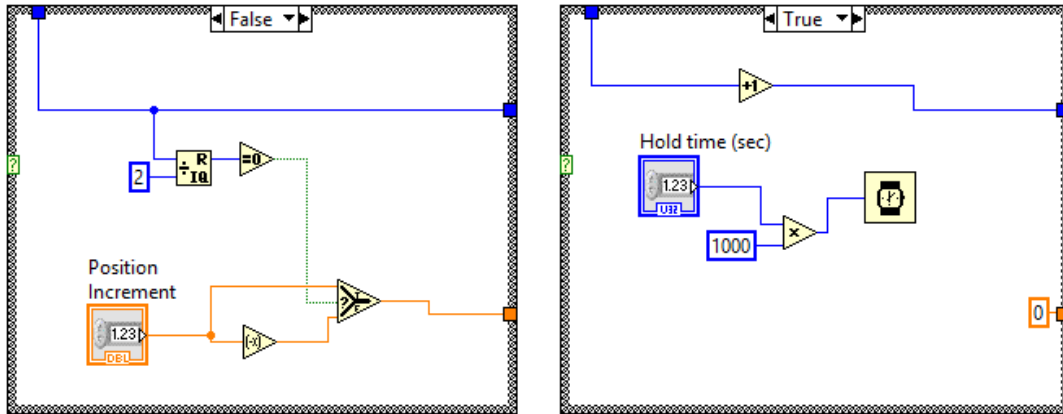 False
?
R
÷
IQ
=0
2
Position
Increment
1.23
DBL
(-x)
?
T
F
True
+1
?
Hold time (sec)
1.23
U32
x
1000
0